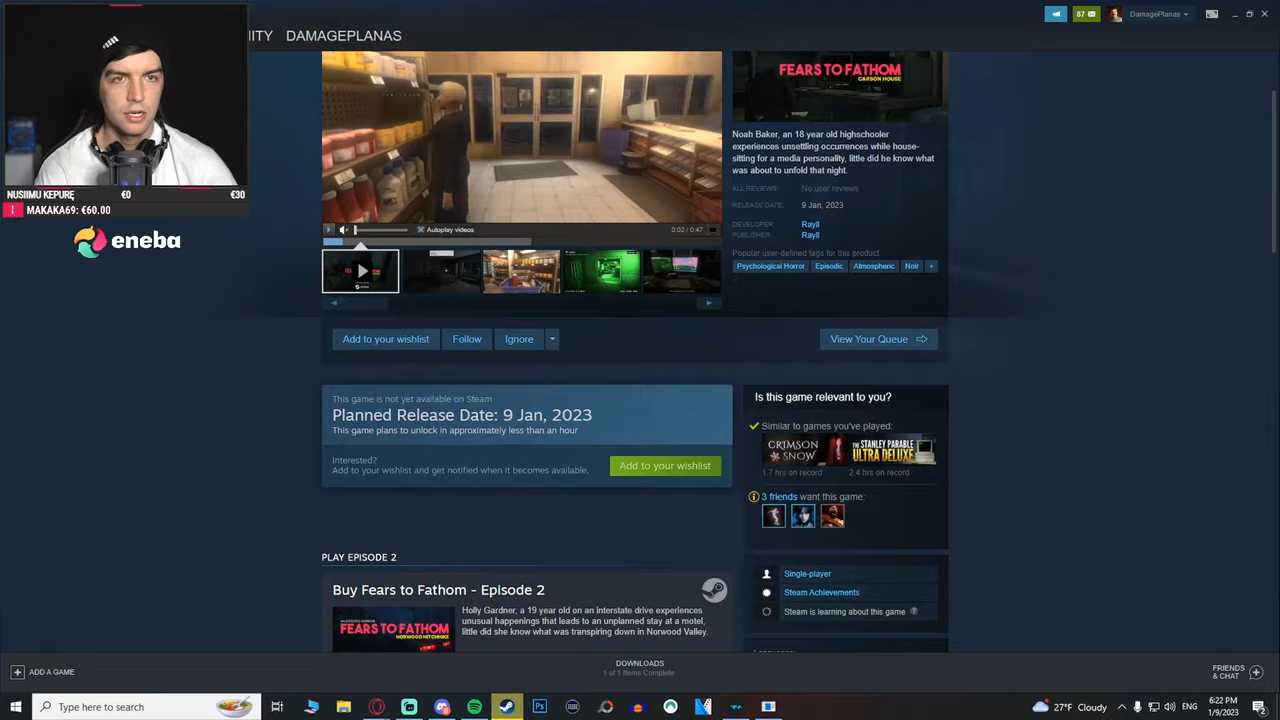 87
DamagePlanas
ITY DAMAGEPLANAS
FEARS TO FATHOM
CARSON HOUSE
Noah Baker, an 18 year old highschooler
experiences unsettling occurrences while house-
sitting for a media personality, little did he know what
was about to unfold that night.
ALL REVIEWS: No user reviews
RELEASE DATE: 9 Jan, 2023
DEVELOPER: Rayll
PUBLISHER: Rayll
Popular user-defined tags for this product:
Psychological Horror Episodic Atmospheric Noir +
Autoplay videos 0:02 / 0:47
NUSIIMU KEPURĘ €0 €30
1 MAKAKA69: €60.00
eneba
Add to your wishlist Follow Ignore View Your Queue
This game is not yet available on Steam
Planned Release Date: 9 Jan, 2023
This game plans to unlock in approximately less than an hour
Interested?
Add to your wishlist and get notified when it becomes available. Add to your wishlist
Is this game relevant to you?
Similar to games you've played:
CRIMSON SNOW
THE STANLEY PARABLE
ULTRA DELUXE
1.7 hrs on record 2.4 hrs on record
3 friends want this game:
Single-player
Steam Achievements
Steam is learning about this game ?
PLAY EPISODE 2
Buy Fears to Fathom - Episode 2
FEARS TO FATHOM
NORWOOD HITCHHIKE
Holly Gardner, a 19 year old on an interstate drive experiences
unusual happenings that leads to an unplanned stay at a motel,
little did she know what was transpiring down in Norwood Valley.
ADD A GAME
DOWNLOADS
1 of 1 Items Complete
FRIENDS
& CHAT
Type here to search
Ps
27°F Cloudy
ENG
6:22 PM
1/9/2023
2